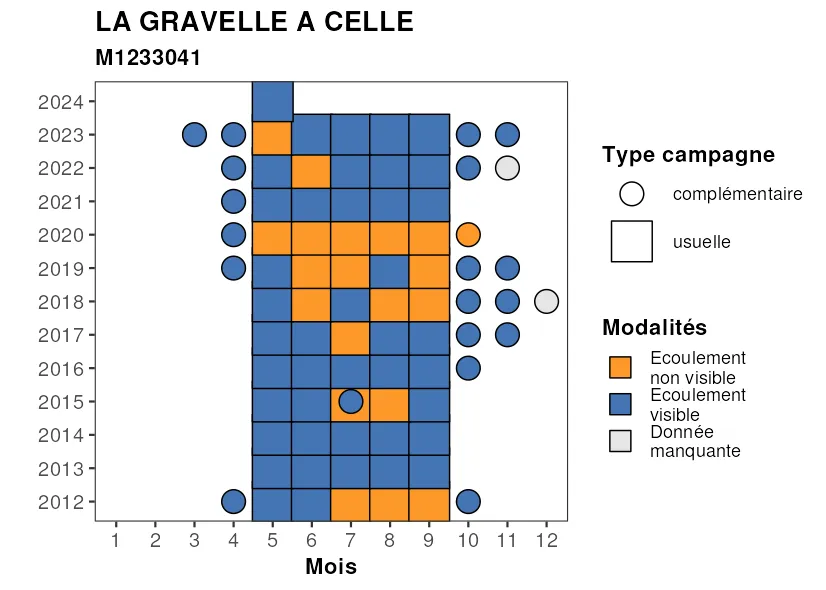 LA GRAVELLE A CELLE
M1233041
2024
2023
2022
2021
2020
2019
2018
2017
2016
2015
2014
2013
2012
1 2 3 4 5 6 7 8 9 10 11 12
Mois
Type campagne
complémentaire
usuelle
Modalités
Ecoulement
non visible
Ecoulement
visible
Donnée
manquante